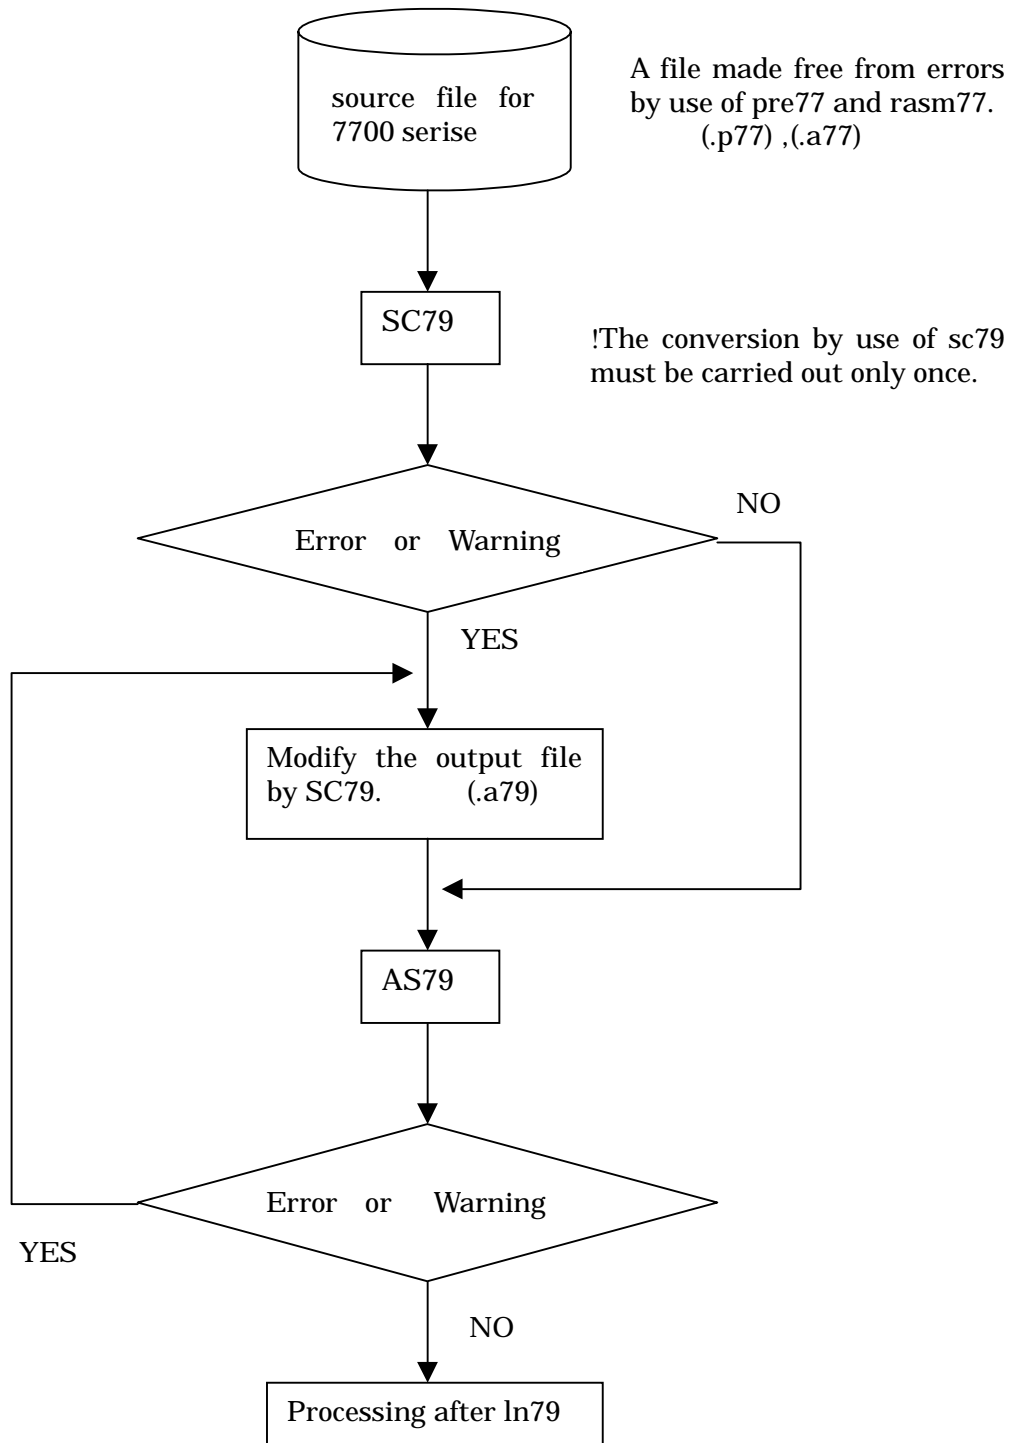 source file for
7700 serise
A file made free from errors
by use of pre77 and rasm77.
(.p77) ,(.a77)
SC79
!The conversion by use of sc79
must be carried out only once.
NO
Error or Warning
YES
Modify the output file
by SC79. (.a79)
AS79
Error or Warning
YES
NO
Processing after ln79